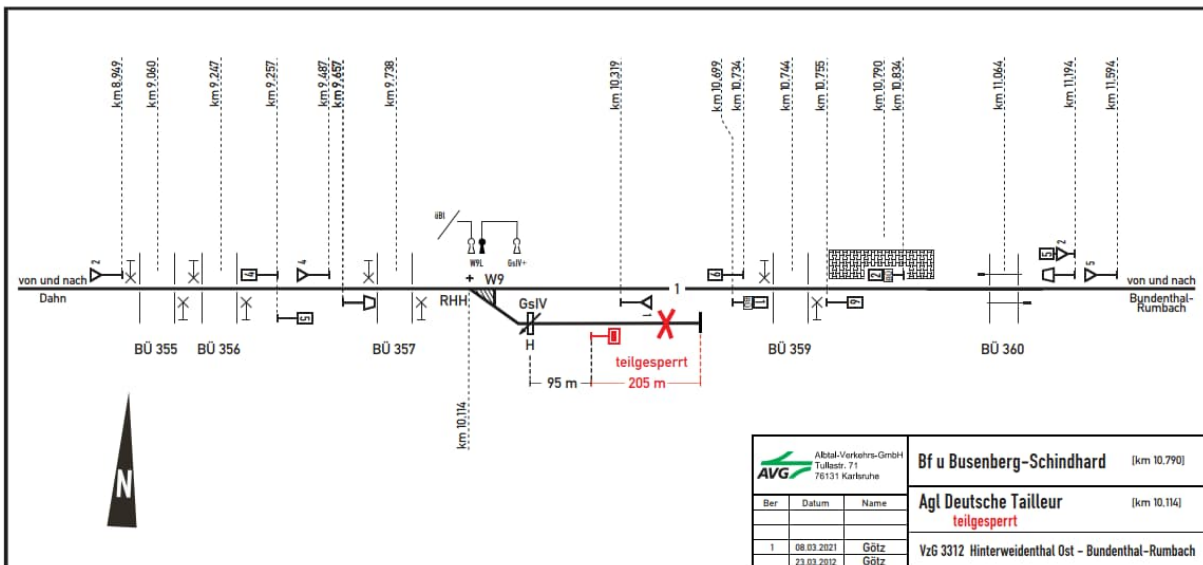 km 8.949
km 9.060
km 9.247
km 9.257
km 9.487
km 9.657
km 9.738
km 10.319
km 10.699
km 10.734
km 10.744
km 10.755
km 10.790
km 10.834
km 11.064
km 11.194
km 11.594
üBl
W9L
GsIV+
2
4
4
6
2
5
2
5
von und nach
Dahn
+ W9
RHH
GsIV
H
1
1
1
5
9
von und nach
Bundenthal-
Rumbach
BÜ 355
BÜ 356
BÜ 357
BÜ 359
BÜ 360
teilgesperrt
95 m
205 m
km 10.114
N
AVG
Albtal-Verkehrs-GmbH
Tullastr. 71
76131 Karlsruhe
Bf u Busenberg-Schindhard [km 10.790]
Agl Deutsche Tailleur [km 10.114]
teilgesperrt
Ber Datum Name
1 08.03.2021 Götz
23.03.2012 Götz
VzG 3312 Hinterweidenthal Ost - Bundenthal-Rumbach